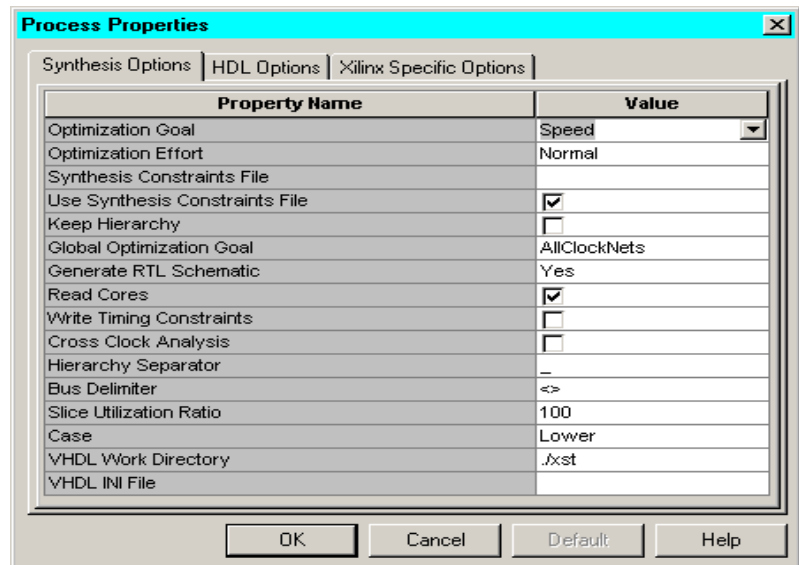 Process Properties
Synthesis Options HDL Options Xilinx Specific Options
Property Name Value
Optimization Goal Speed
Optimization Effort Normal
Synthesis Constraints File
Use Synthesis Constraints File
Keep Hierarchy
Global Optimization Goal AllClockNets
Generate RTL Schematic Yes
Read Cores
Write Timing Constraints
Cross Clock Analysis
Hierarchy Separator _
Bus Delimiter <>
Slice Utilization Ratio 100
Case Lower
VHDL Work Directory ./xst
VHDL INI File
OK Cancel Default Help